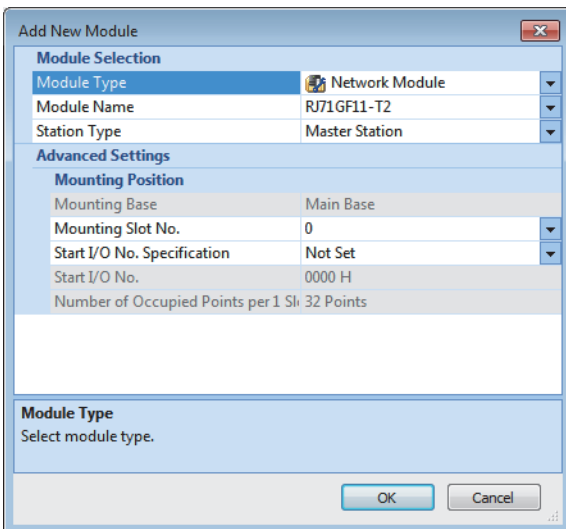 Add New Module
Module Selection
Module Type Network Module
Module Name RJ71GF11-T2
Station Type Master Station
Advanced Settings
Mounting Position
Mounting Base Main Base
Mounting Slot No. 0
Start I/O No. Specification Not Set
Start I/O No. 0000 H
Number of Occupied Points per 1 Sl 32 Points
Module Type
Select module type.
OK Cancel